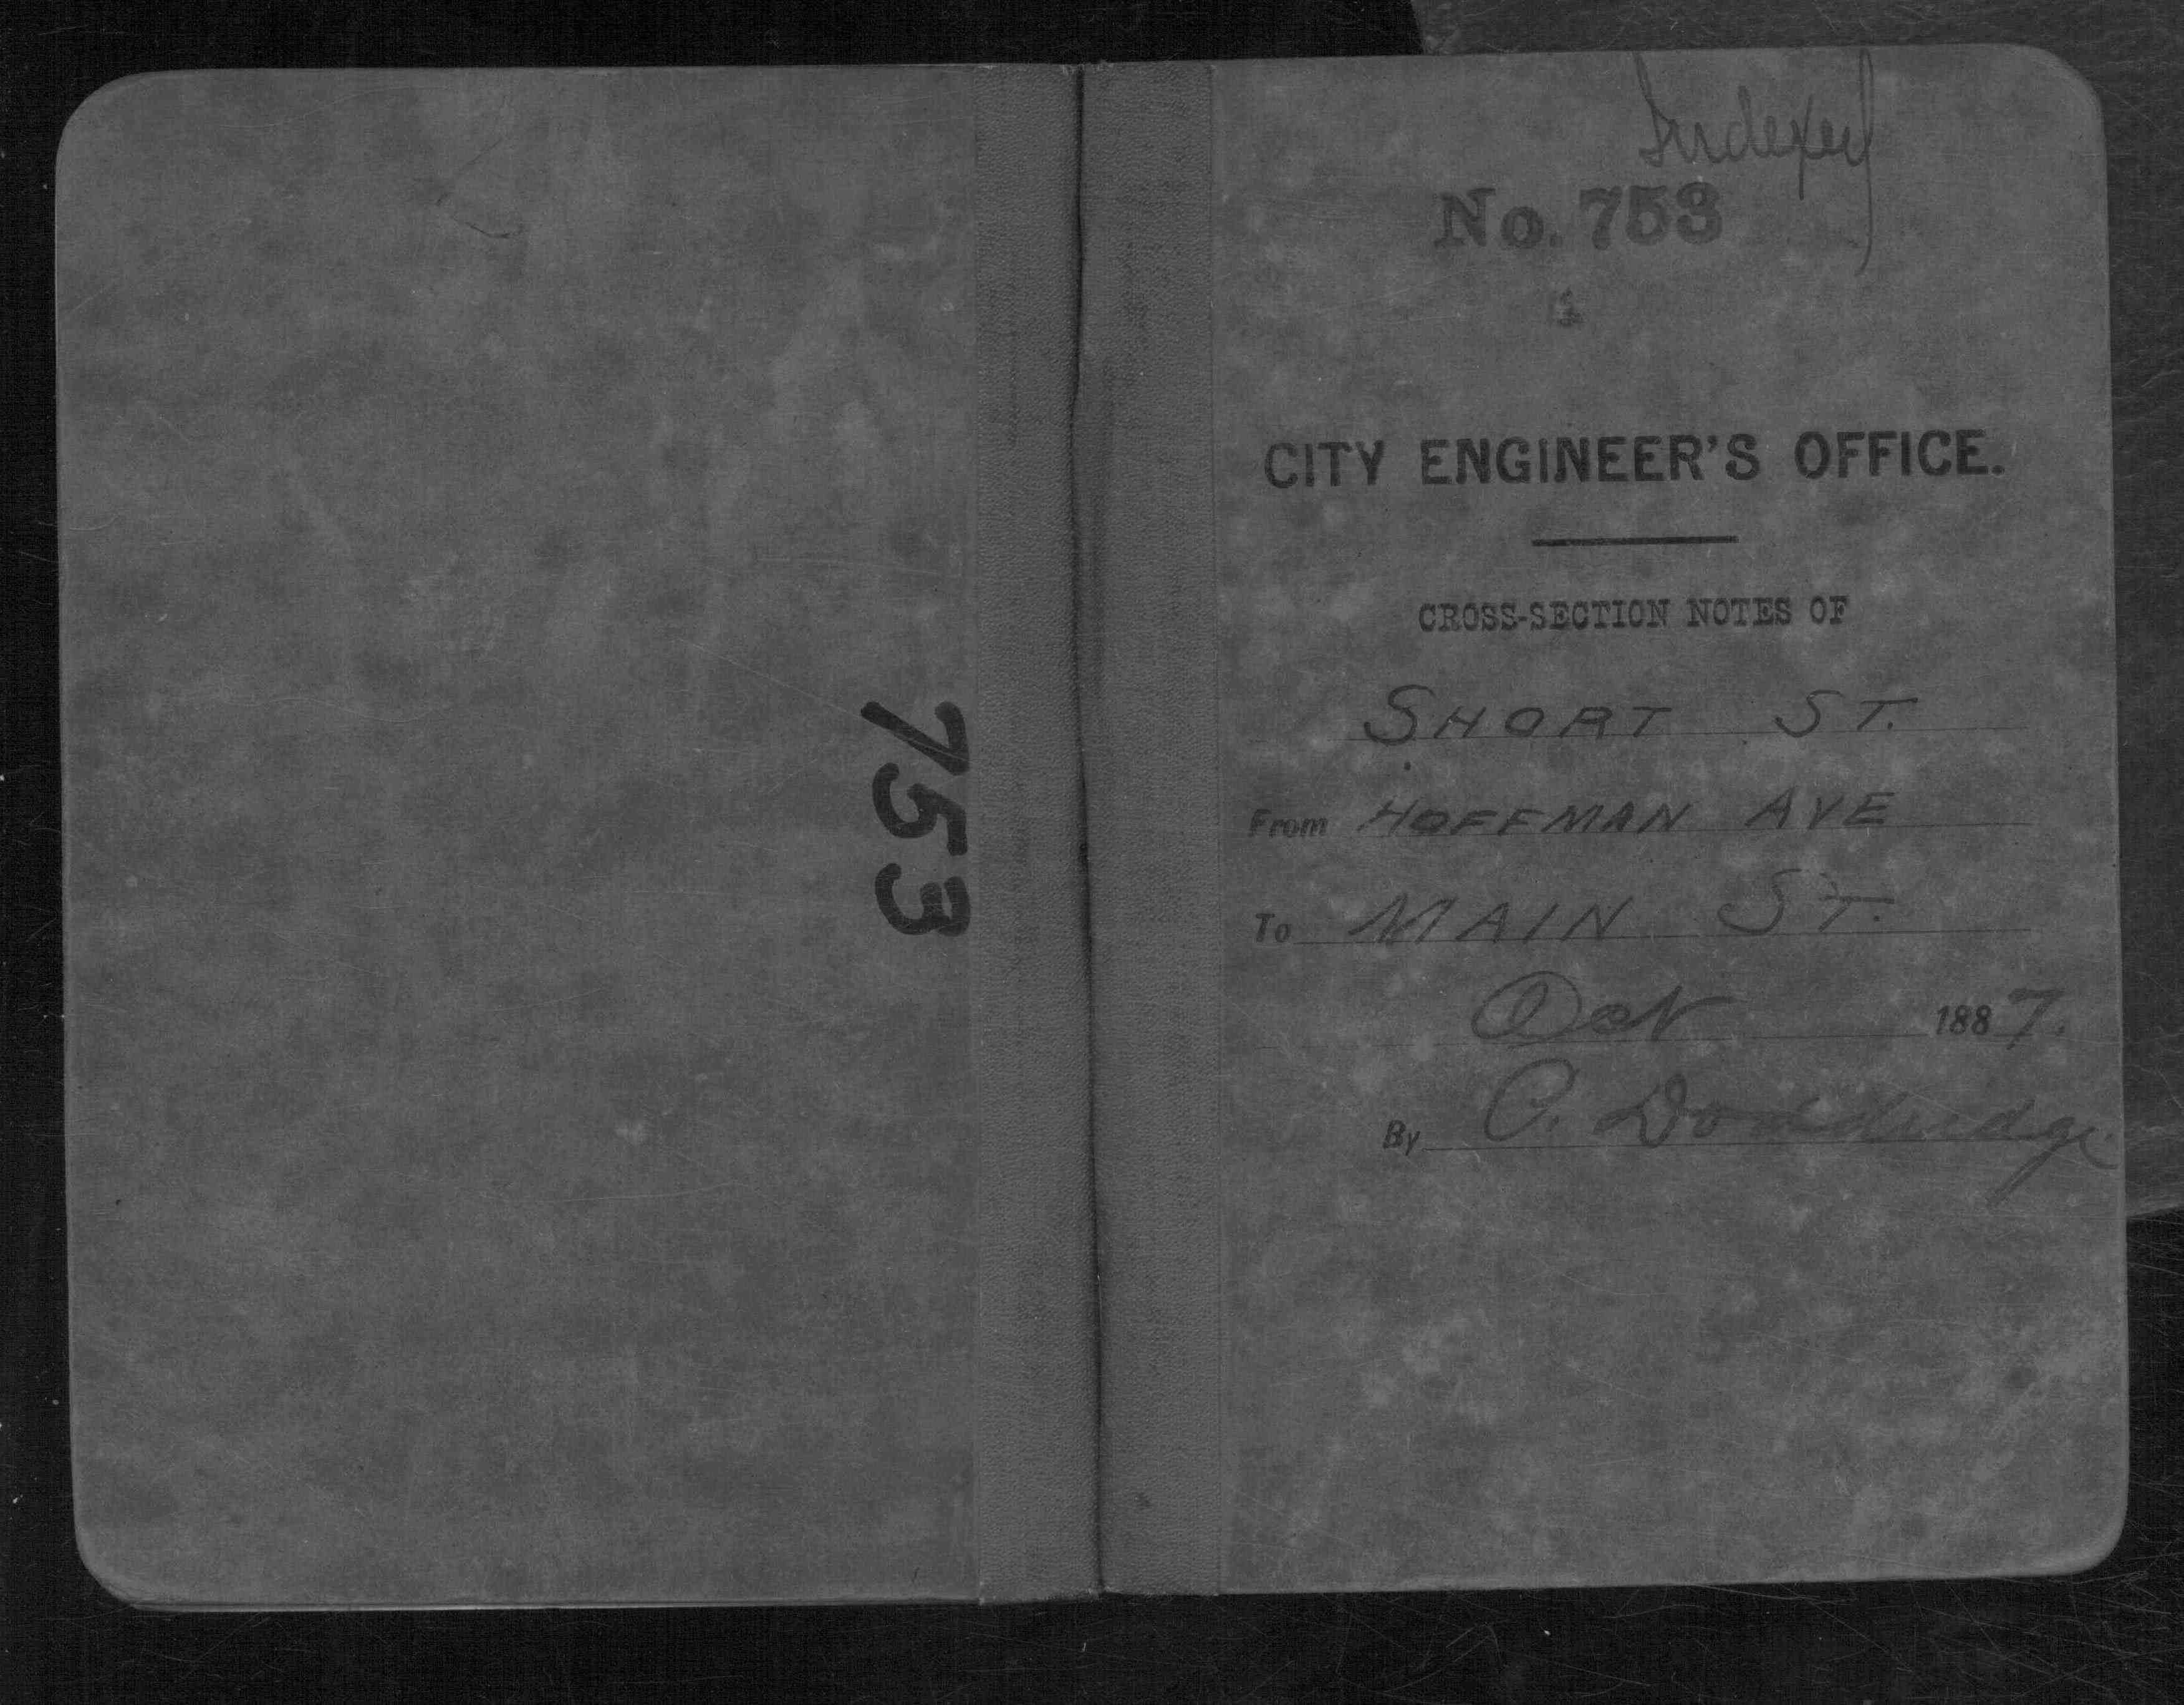 753
Indexed
No. 753
CITY ENGINEER'S OFFICE.
CROSS-SECTION NOTES OF
SHORT ST.
From HOFFMAN AVE
To MAIN ST.
Oct 1887.
By C.